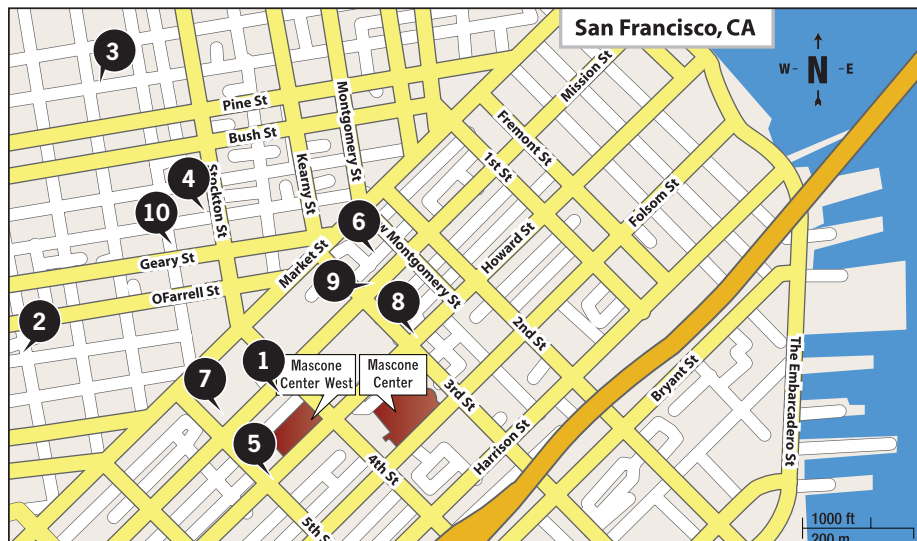 San Francisco, CA
N
W-
-E
3
Pine St
Bush St
Montgomery St
Mission St
Fremont St
1st St
Kearny St
4
Stockton St
10
6
Folsom St
Geary St
Market St
w Montgomery St
Howard St
9
OFarrell St
8
2
2nd St
The Embarcadero St
1
Mascone
Center West
Mascone
Center
7
3rd St
Bryant St
5
Harrison St
4th St
5th S
1000 ft
200 m